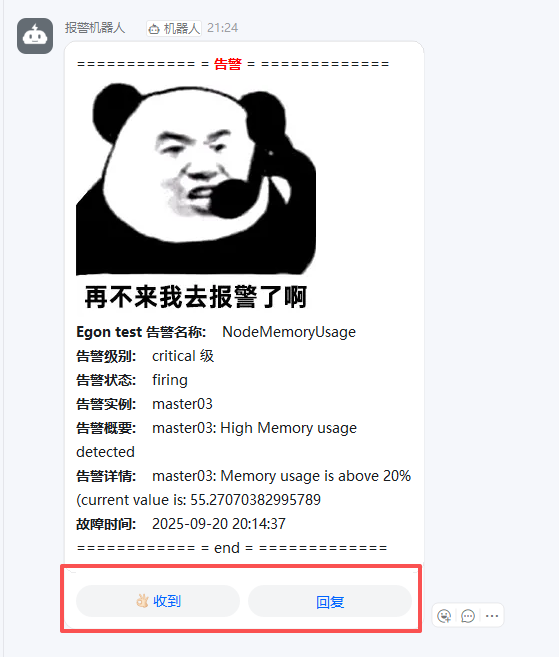 报警机器人 机器人 21:24
============ = 告警 = =============
再不来我去报警了啊
Egon test 告警名称: NodeMemoryUsage
告警级别: critical 级
告警状态: firing
告警实例: master03
告警概要: master03: High Memory usage
detected
告警详情: master03: Memory usage is above 20%
(current value is: 55.27070382995789
故障时间: 2025-09-20 20:14:37
============ = end = =============
👌🏻 收到 回复